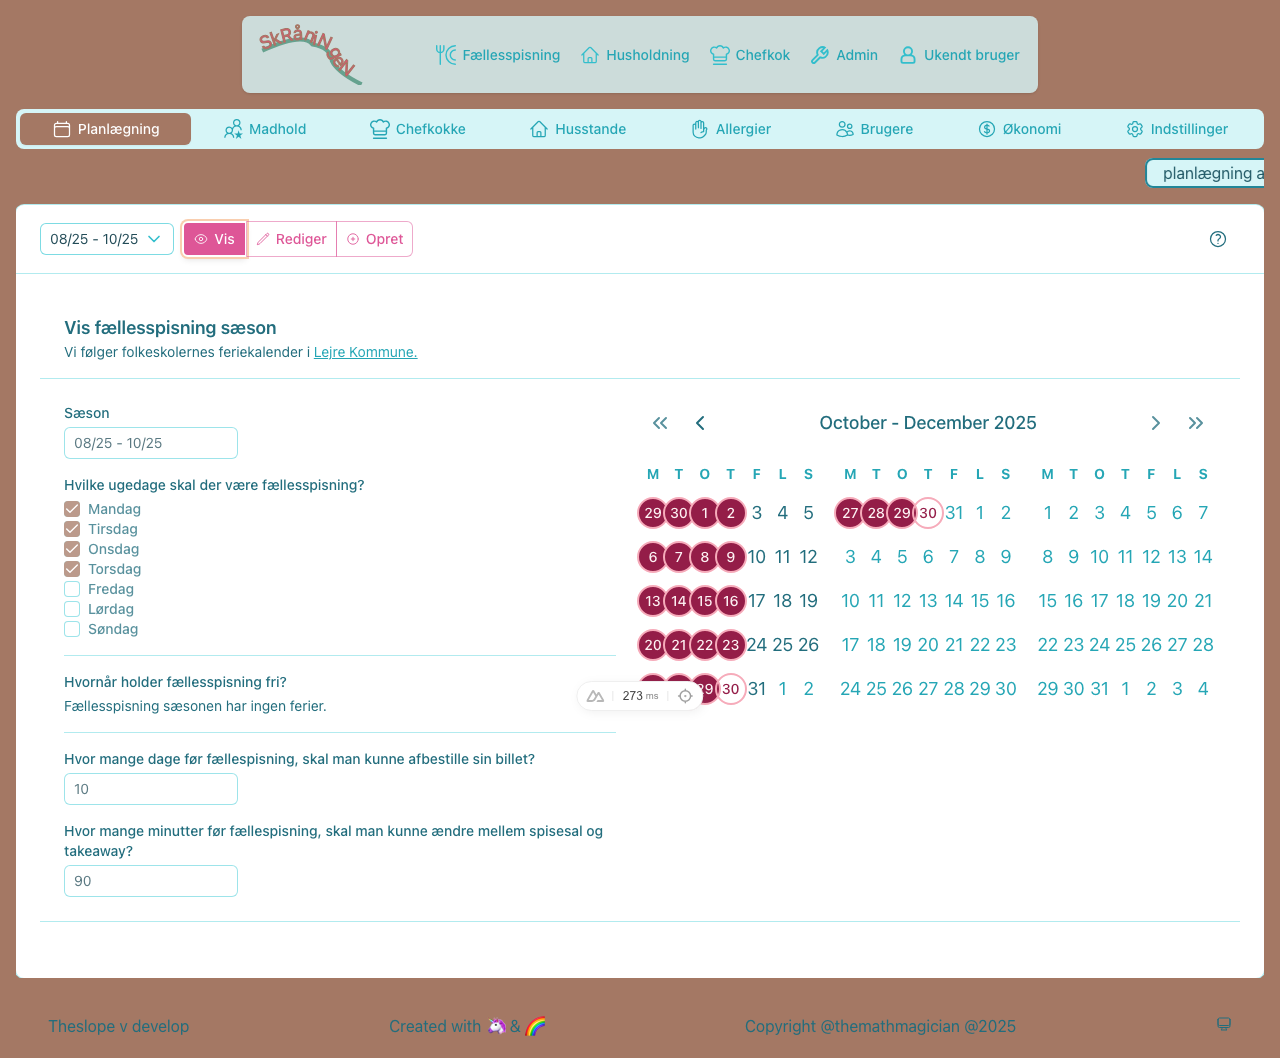 SkRåniNgeN
Fællesspisning Husholdning Chefkok Admin Ukendt bruger
Planlægning Madhold Chefkokke Husstande Allergier Brugere Økonomi Indstillinger
planlægning a
08/25 - 10/25 Vis Rediger Opret
Vis fællesspisning sæson
Vi følger folkeskolernes feriekalender i Lejre Kommune.
Sæson
08/25 - 10/25
Hvilke ugedage skal der være fællesspisning?
Mandag
Tirsdag
Onsdag
Torsdag
Fredag
Lørdag
Søndag
Hvornår holder fællesspisning fri?
Fællesspisning sæsonen har ingen ferier.
Hvor mange dage før fællespisning, skal man kunne afbestille sin billet?
10
Hvor mange minutter før fællespisning, skal man kunne ændre mellem spisesal og
takeaway?
90
October - December 2025
M T O T F L S M T O T F L S M T O T F L S
29 30 1 2 3 4 5 27 28 29 30 31 1 2 1 2 3 4 5 6 7
6 7 8 9 10 11 12 3 4 5 6 7 8 9 8 9 10 11 12 13 14
13 14 15 16 17 18 19 10 11 12 13 14 15 16 15 16 17 18 19 20 21
20 21 22 23 24 25 26 17 18 19 20 21 22 23 22 23 24 25 26 27 28
29 30 31 1 2 24 25 26 27 28 29 30 29 30 31 1 2 3 4
273 ms
Theslope v develop Created with 🦄 & 🌈 Copyright @themathmagician @2025